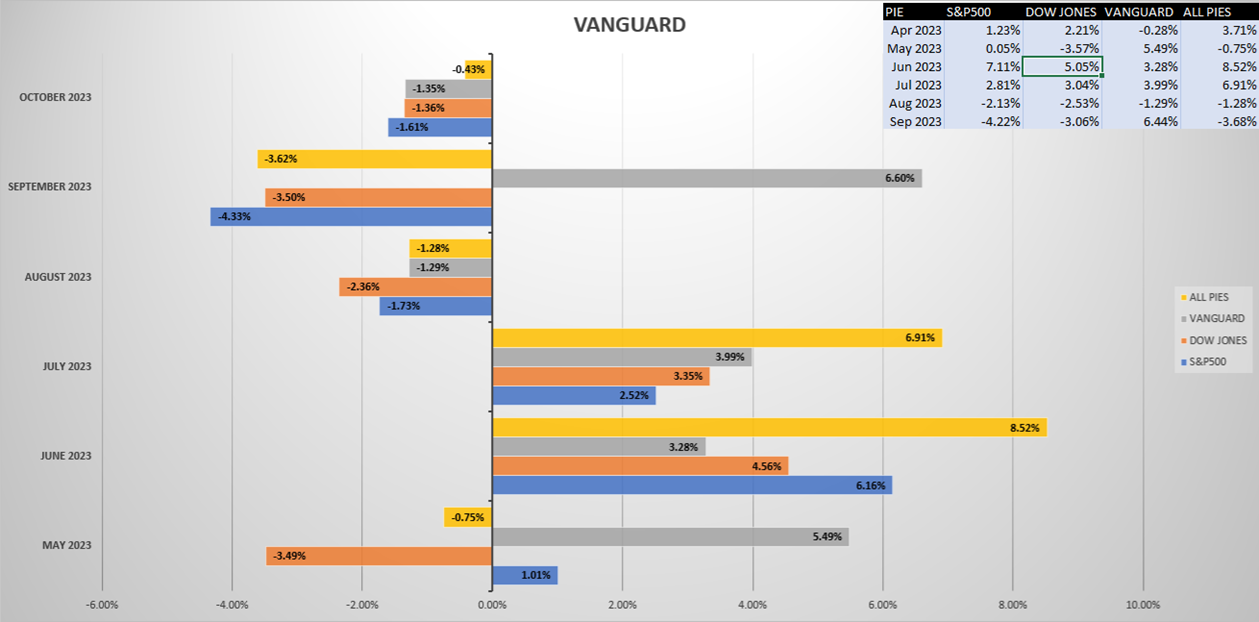 VANGUARD
PIE S&P500 DOW JONES VANGUARD ALL PIES
Apr 2023 1.23% 2.21% -0.28% 3.71%
May 2023 0.05% -3.57% 5.49% -0.75%
Jun 2023 7.11% 5.05% 3.28% 8.52%
Jul 2023 2.81% 3.04% 3.99% 6.91%
Aug 2023 -2.13% -2.53% -1.29% -1.28%
Sep 2023 -4.22% -3.06% 6.44% -3.68%
OCTOBER 2023
-0.43%
-1.35%
-1.36%
-1.61%
SEPTEMBER 2023
-3.62%
6.60%
-3.50%
-4.33%
AUGUST 2023
-1.28%
-1.29%
-2.36%
-1.73%
JULY 2023
6.91%
3.99%
3.35%
2.52%
JUNE 2023
8.52%
3.28%
4.56%
6.16%
MAY 2023
-0.75%
5.49%
-3.49%
1.01%
ALL PIES
VANGUARD
DOW JONES
S&P500
-6.00% -4.00% -2.00% 0.00% 2.00% 4.00% 6.00% 8.00% 10.00%